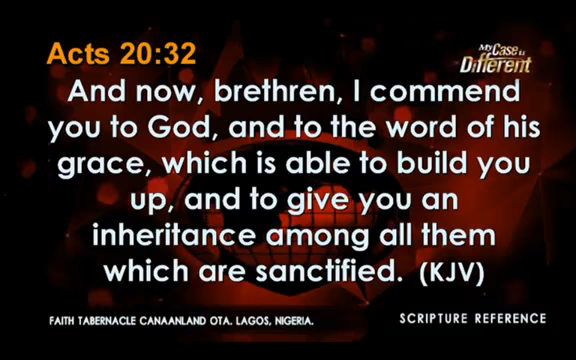 Acts 20:32
My Case is
Different
And now, brethren, I commend
you to God, and to the word of his
grace, which is able to build you
up, and to give you an
inheritance among all them
which are sanctified. (KJV)
FAITH TABERNACLE CANAANLAND OTA. LAGOS, NIGERIA.
SCRIPTURE REFERENCE